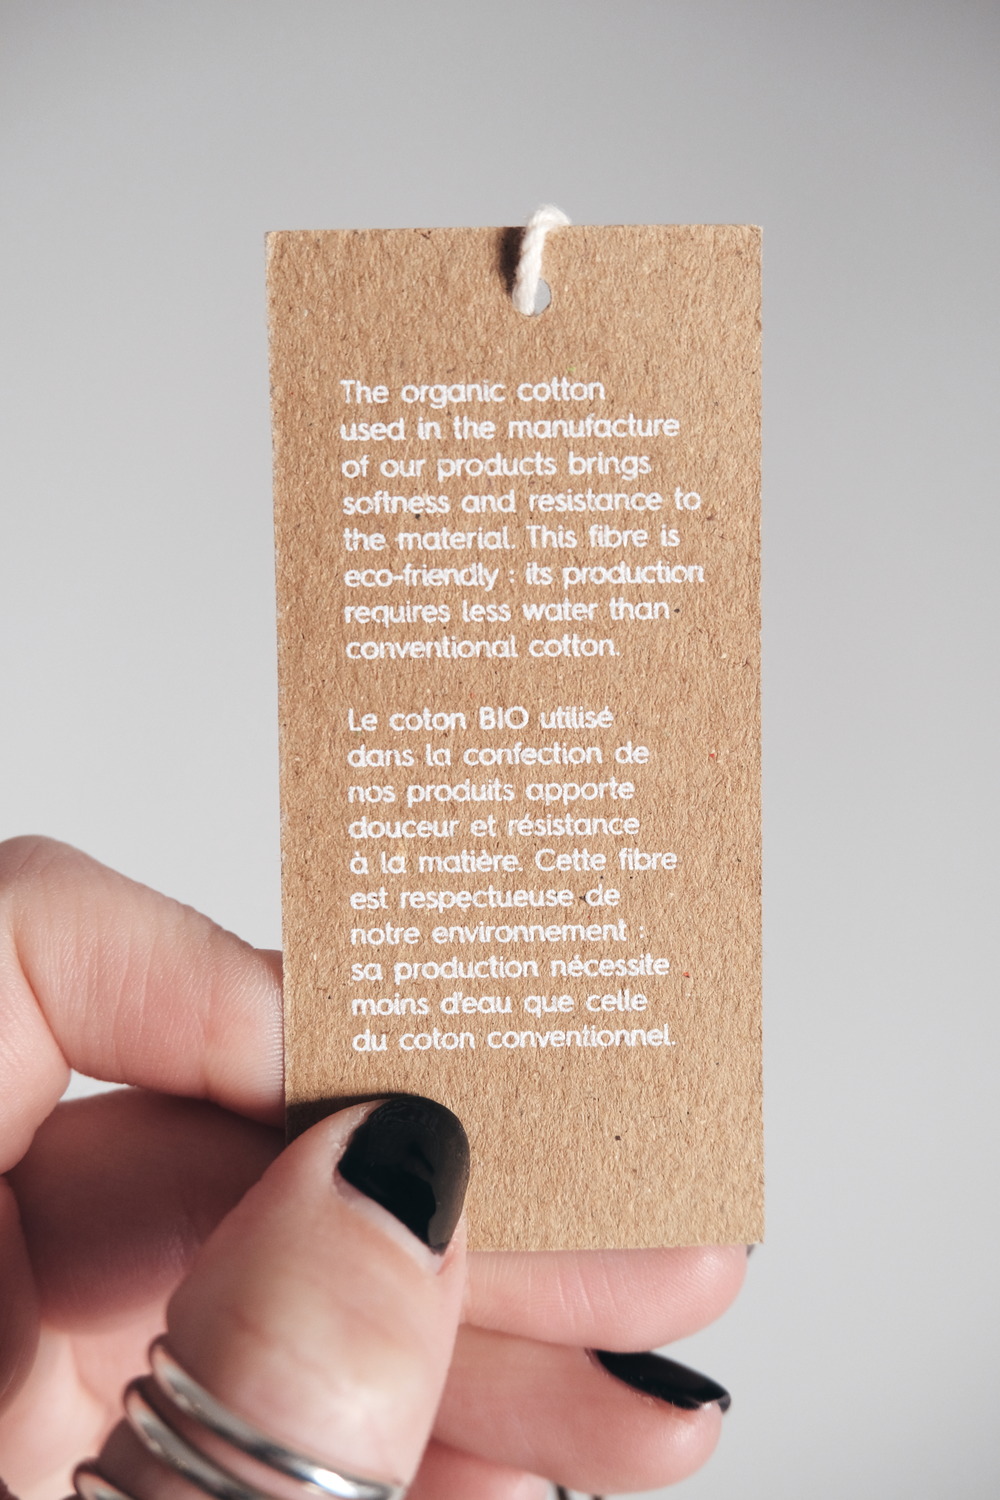 The organic cotton
used in the manufacture
of our products brings
softness and resistance to
the material. This fibre is
eco-friendly : its production
requires less water than
conventional cotton.
Le coton BIO utilisé
dans la confection de
nos produits apporte
douceur et résistance
à la matière. Cette fibre
est respectueuse de
notre environnement :
sa production nécessite
moins d'eau que celle
du coton conventionnel.